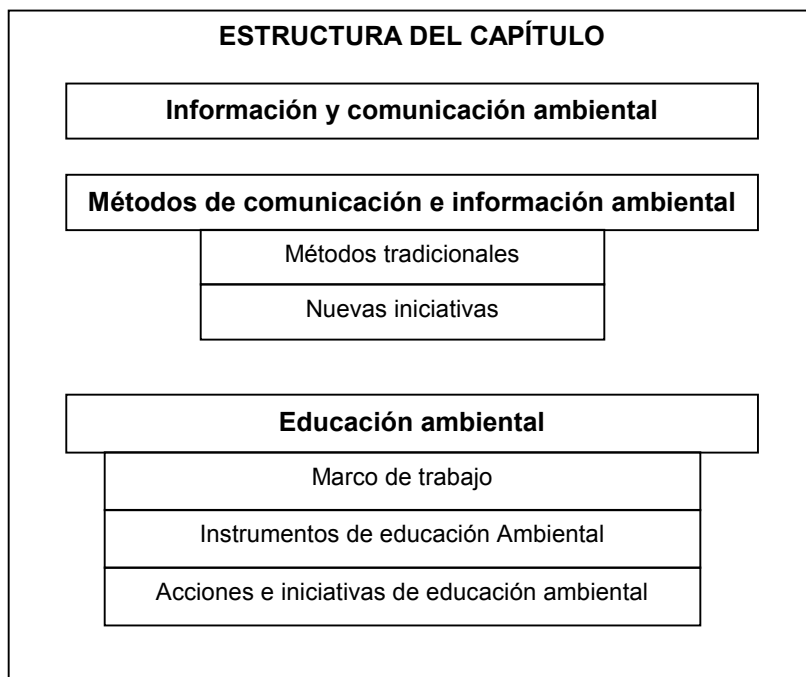 ESTRUCTURA DEL CAPÍTULO
Información y comunicación ambiental
Métodos de comunicación e información ambiental
Métodos tradicionales
Nuevas iniciativas
Educación ambiental
Marco de trabajo
Instrumentos de educación Ambiental
Acciones e iniciativas de educación ambiental